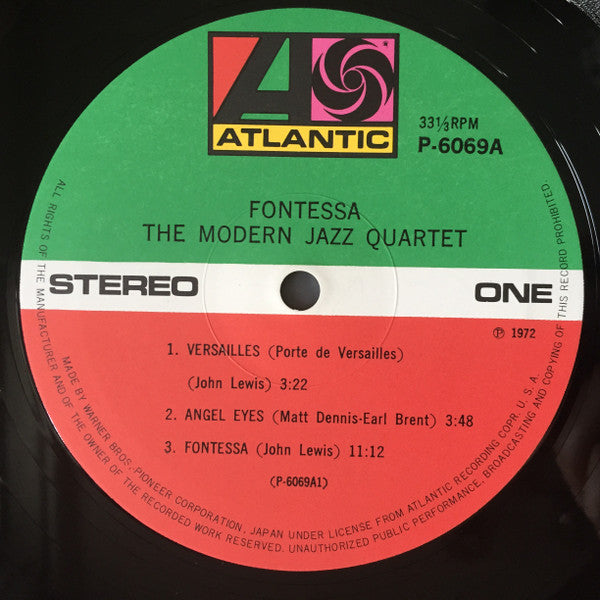 ATLANTIC
33⅓ RPM
P-6069A
FONTESSA
THE MODERN JAZZ QUARTET
STEREO
ONE
℗ 1972
1. VERSAILLES (Porte de Versailles)
(John Lewis) 3:22
2. ANGEL EYES (Matt Dennis-Earl Brent) 3:48
3. FONTESSA (John Lewis) 11:12
(P-6069A1)
MADE BY WARNER BROS.-PIONEER CORPORATION, JAPAN UNDER LICENSE FROM ATLANTIC RECORDING COPR. U. S. A.
ALL RIGHTS OF THE MANUFACTURER AND OF THE OWNER OF THE RECORDED WORK RESERVED. UNAUTHORIZED PUBLIC PERFORMANCE, BROADCASTING AND COPYING OF THIS RECORD PROHIBITED.